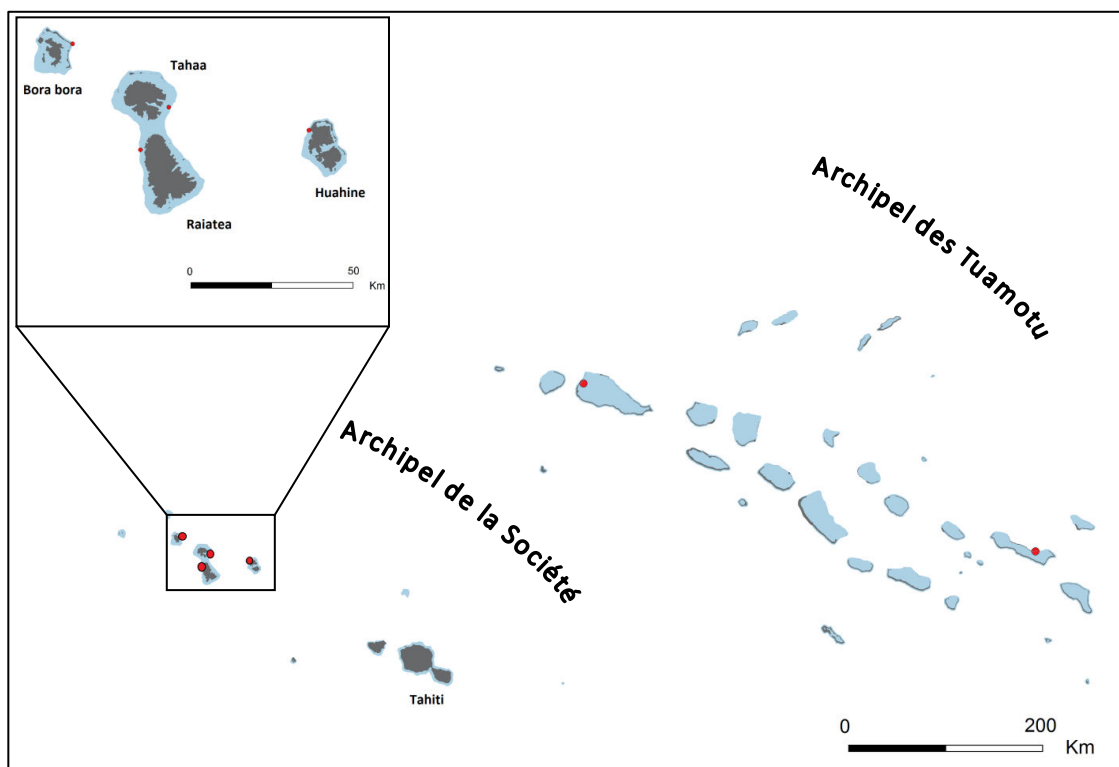 Tahaa
Bora bora
Huahine
Raiatea
0 50
Km
Archipel des Tuamotu
Archipel de la Société
Tahiti
0 200
Km